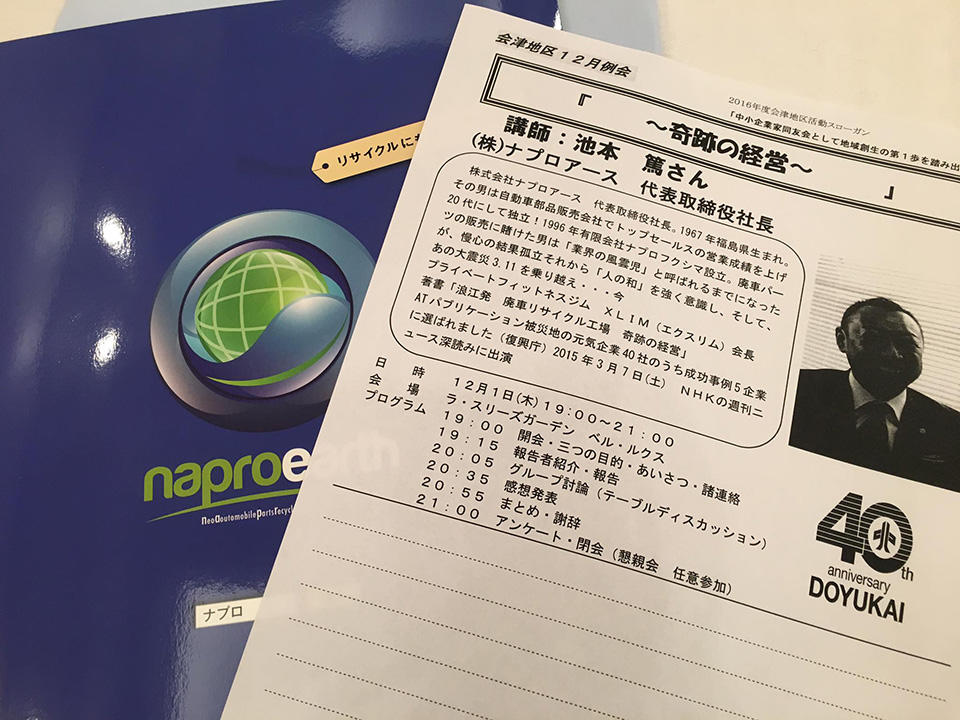 会津地区12月例会
2016年度会津地区活動スローガン
「中小企業家同友会として地域創生の第1歩を踏み出
『
～奇跡の経営～
』
講師：池本 篤さん
(株)ナプロアース 代表取締役社長
株式会社ナプロアース 代表取締役社長。1967年福島県生まれ。
その男は自動車部品販売会社でトップセールスの営業成績を上げ
20代にして独立！1996年有限会社ナプロフクシマ設立。廃車パー
ツの販売に賭けた男は「業界の風雲児」と呼ばれるまでになった
が、慢心の結果孤立それから「人の和」を強く意識し、そして、
あの大震災3.11を乗り越え・・・今
プライベートフィットネスジム XLIM(エクスリム)会長
著書「浪江発 廃車リサイクル工場 奇跡の経営」
ATパブリケーション被災地の元気企業40社のうち成功事例5企業
に選ばれました(復興庁)2015年3月7日(土) NHKの週刊ニ
ュース深読みに出演
日 時 12月1日(木)19:00～21:00
会 場 ラ・スリーズガーデン ベル・ルクス
プログラム 19:00 開会・三つの目的・あいさつ・諸連絡
19:15 報告者紹介・報告
20:05 グループ討論(テーブルディスカッション)
20:35 感想発表
20:55 まとめ・謝辞
21:00 アンケート・閉会(懇親会 任意参加)
40th
anniversary
DOYUKAI
リサイクルに
naproearth
neoautomobilepartsrecyc
ナプロ